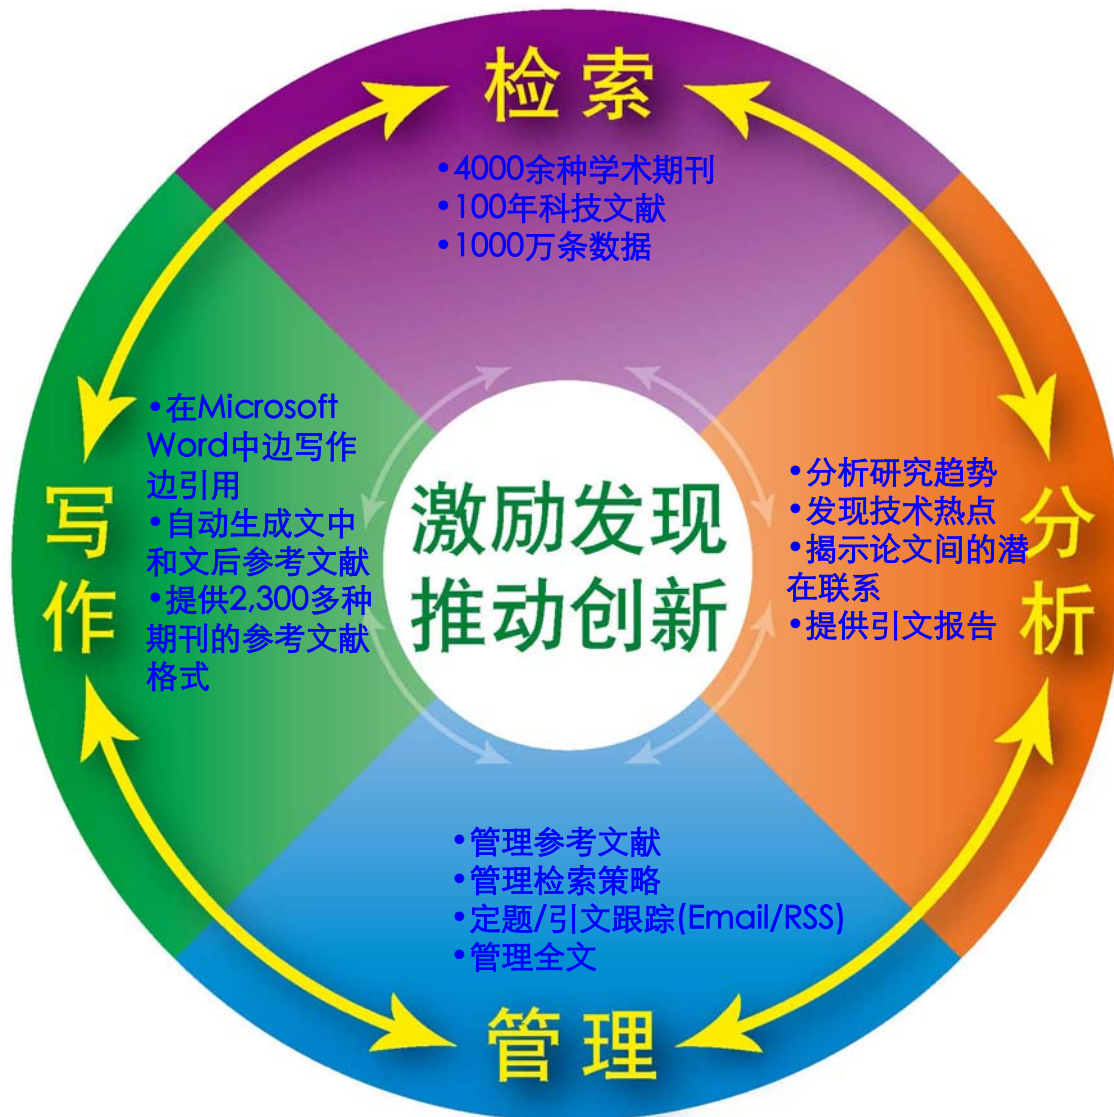 检索
•4000余种学术期刊
•100年科技文献
•1000万条数据
写
作
•在Microsoft
Word中边写作
边引用
•自动生成文中
和文后参考文献
•提供2,300多种
期刊的参考文献
格式
激励发现
推动创新
•分析研究趋势
•发现技术热点
•揭示论文间的潜
在联系
•提供引文报告
分
析
•管理参考文献
•管理检索策略
•定题/引文跟踪(Email/RSS)
•管理全文
管理